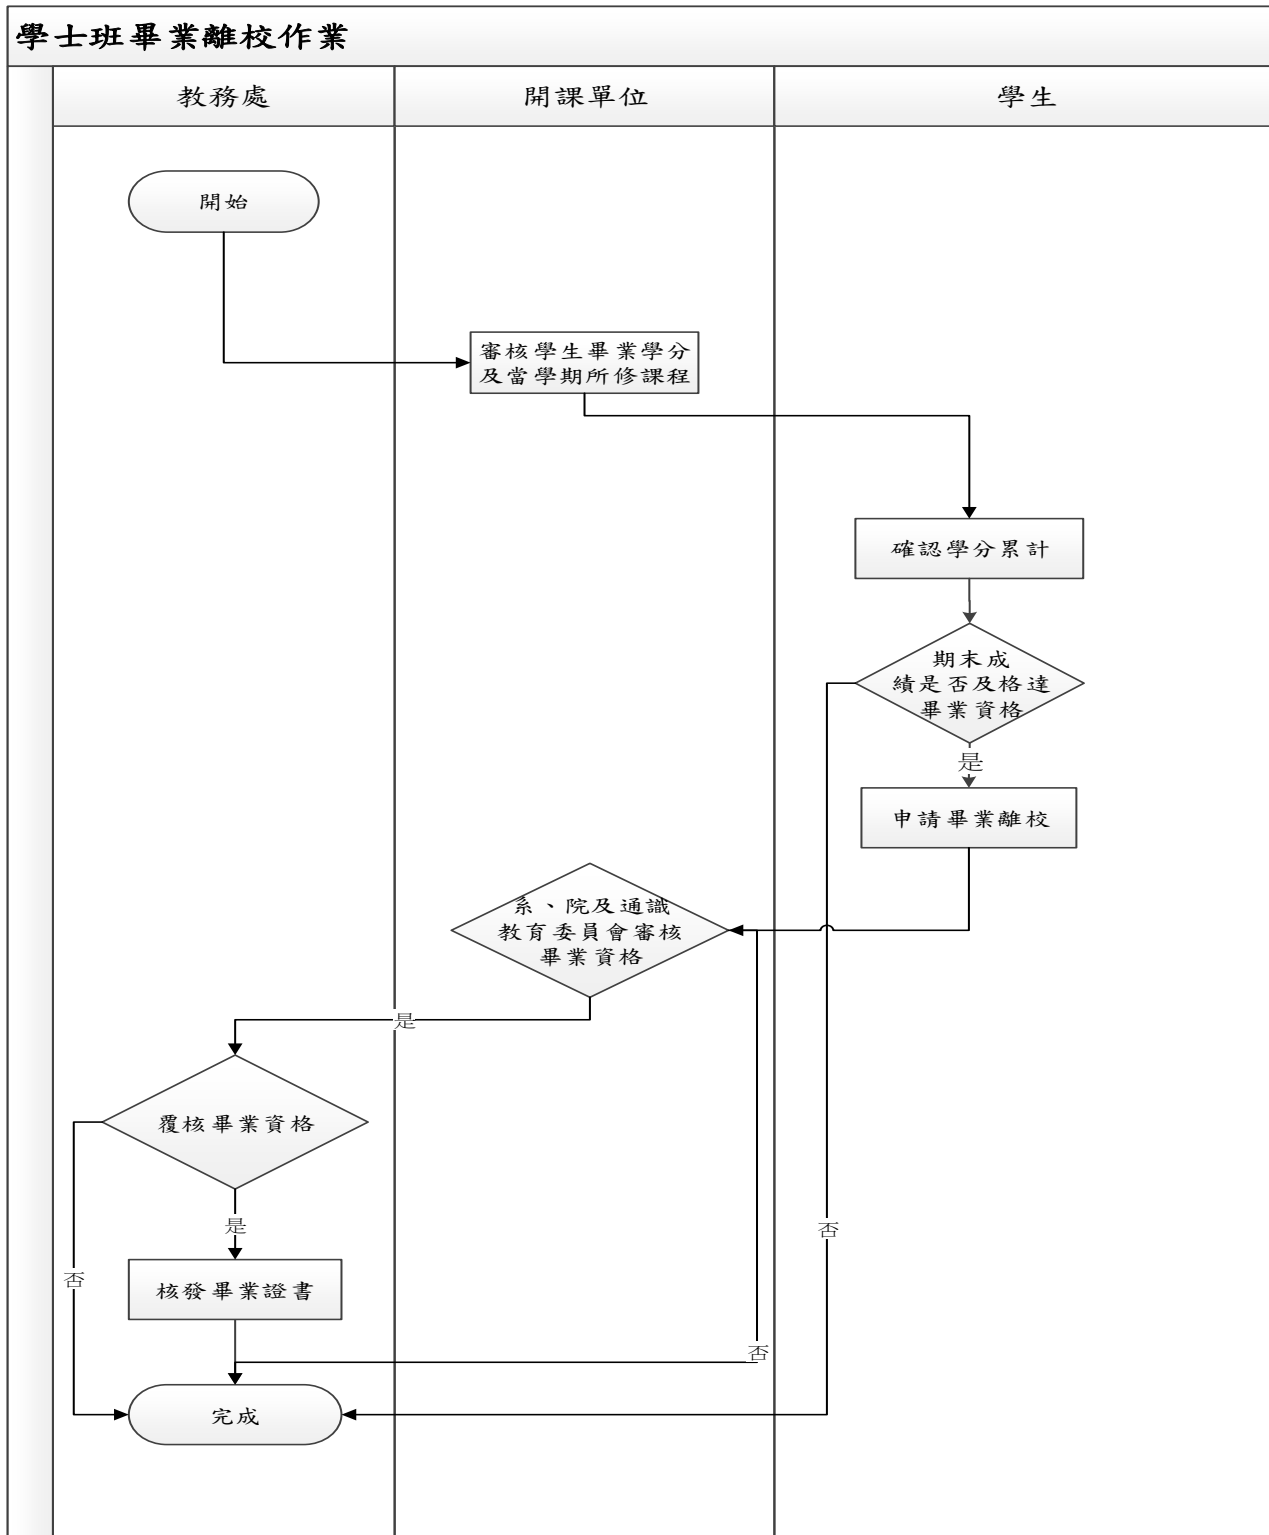 學士班畢業離校作業
教務處
開課單位
學生
開始
審核學生畢業學分
及當學期所修課程
確認學分累計
期末成
績是否及格達
畢業資格
是
申請畢業離校
系、院及通識
教育委員會審核
畢業資格
是
覆核畢業資格
是
否
否
核發畢業證書
否
完成